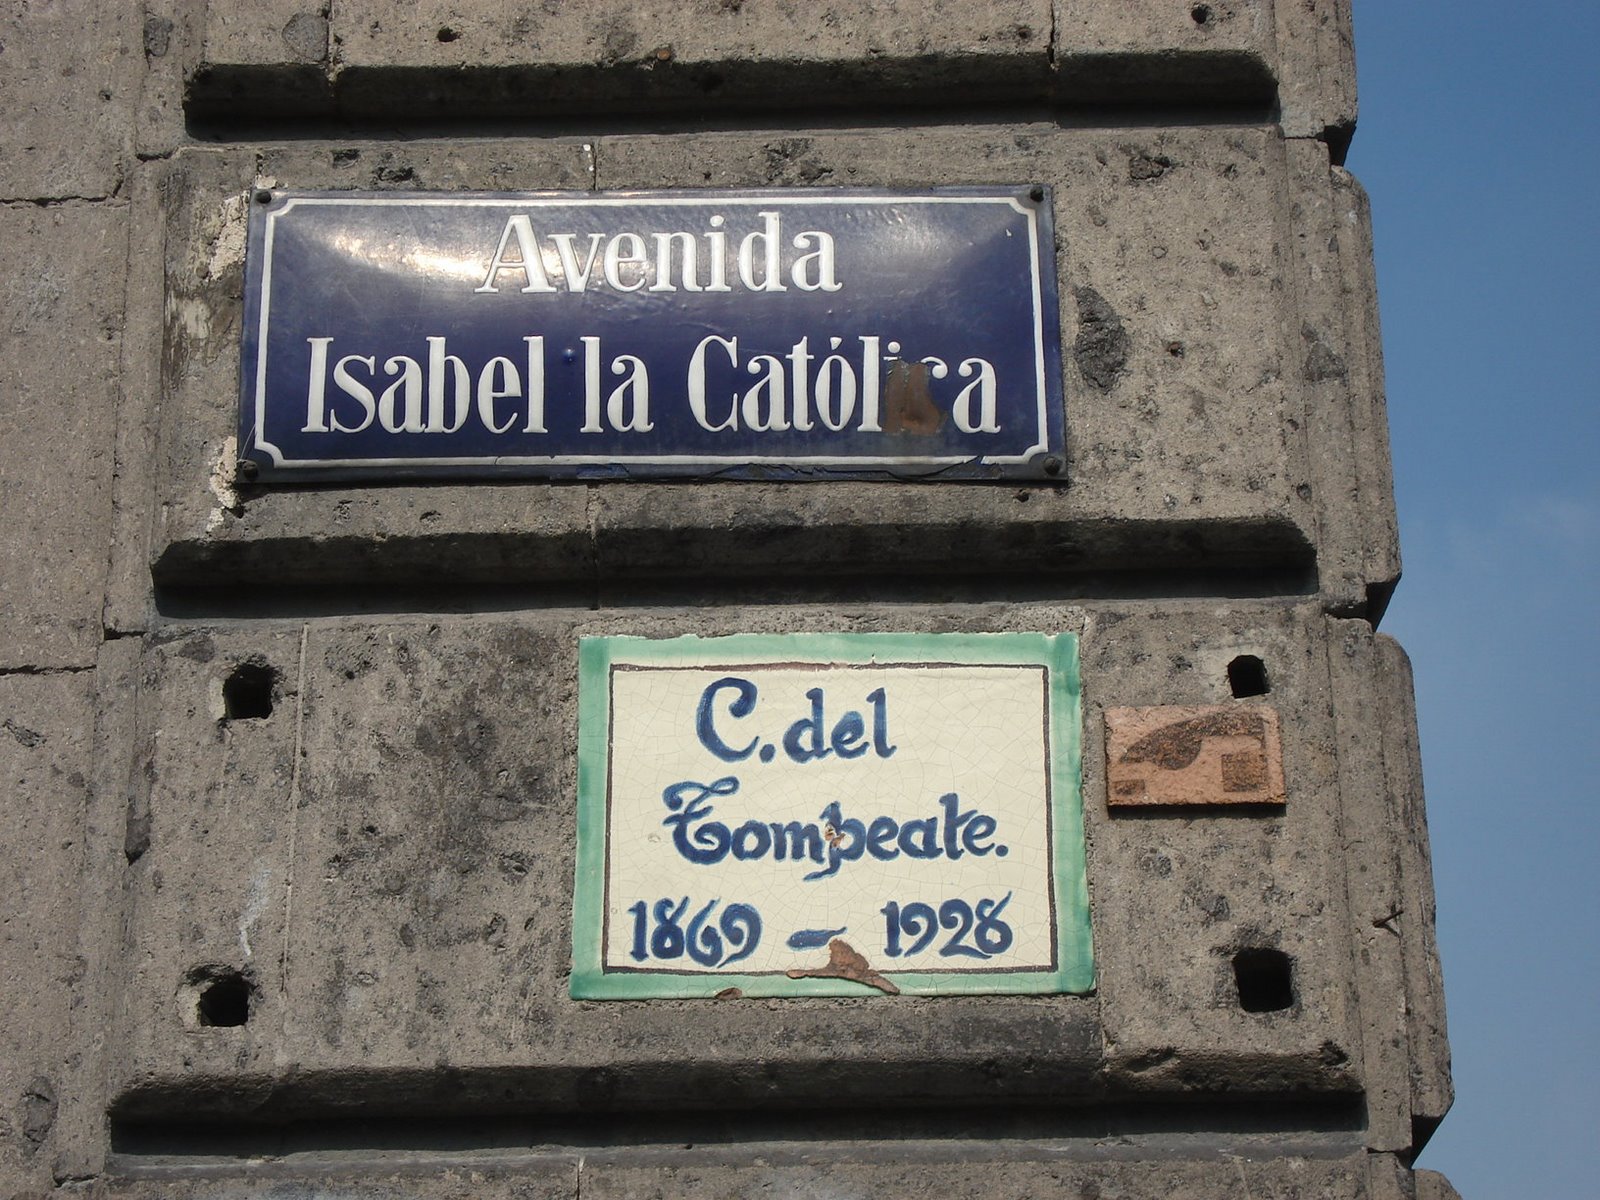 Avenida
Isabel la Católica
C. del
Tompeate.
1869 - 1928